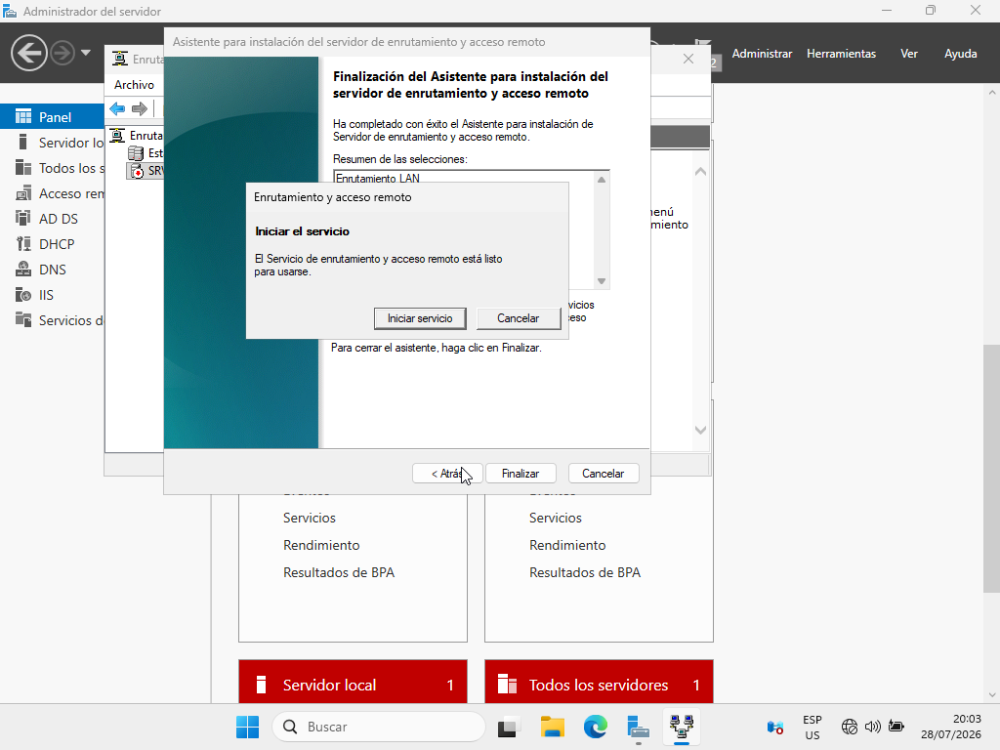 Administrador del servidor
Administrar
Herramientas
Ver
Ayuda
2
Asistente para instalación del servidor de enrutamiento y acceso remoto
Archivo
Panel
Servidor lo
Todos los s
Acceso rem
AD DS
DHCP
DNS
IIS
Servicios d
Enruta
Enruta
Est
SRV
Finalización del Asistente para instalación del
servidor de enrutamiento y acceso remoto
Ha completado con éxito el Asistente para instalación de
Servidor de enrutamiento y acceso remoto.
Resumen de las selecciones:
Enrutamiento LAN
Enrutamiento y acceso remoto
Iniciar el servicio
El Servicio de enrutamiento y acceso remoto está listo
para usarse.
Iniciar servicio
Cancelar
enú
miento
vicios
eso
Para cerrar el asistente, haga clic en Finalizar.
< Atrás
Finalizar
Cancelar
Servicios
Rendimiento
Resultados de BPA
Servicios
Rendimiento
Resultados de BPA
Servidor local 1
Todos los servidores 1
Buscar
ESP
US
20:03
28/07/2026